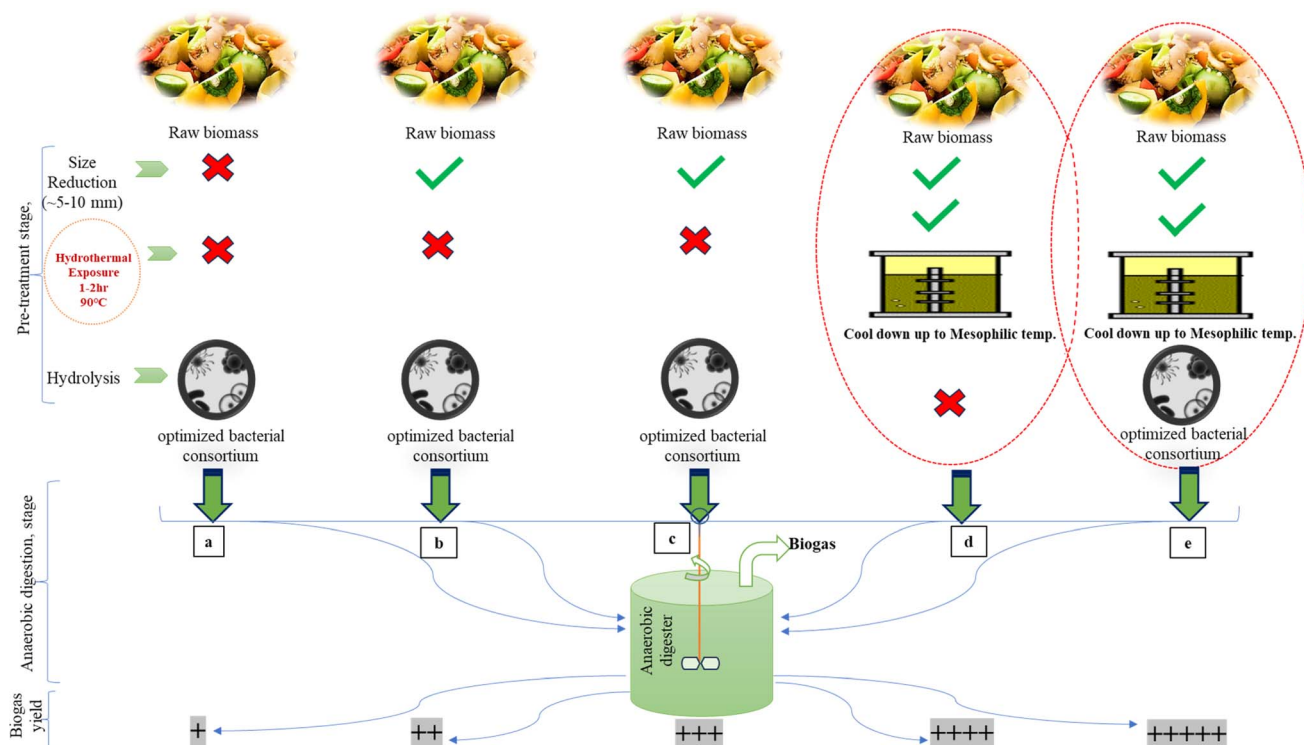 Raw biomass
Raw biomass
Raw biomass
Raw biomass
Raw biomass
Pre-treatment stage,
Size
Reduction
(~5-10 mm)
Hydrothermal
Exposure
1-2hr
90°C
Cool down up to Mesophilic temp.
Cool down up to Mesophilic temp.
Hydrolysis
optimized bacterial
consortium
optimized bacterial
consortium
optimized bacterial
consortium
optimized bacterial
consortium
Anaerobic digestion, stage
a
b
c
d
e
Biogas
Anaerobic
digester
Biogas
yield
+
++
+++
++++
+++++